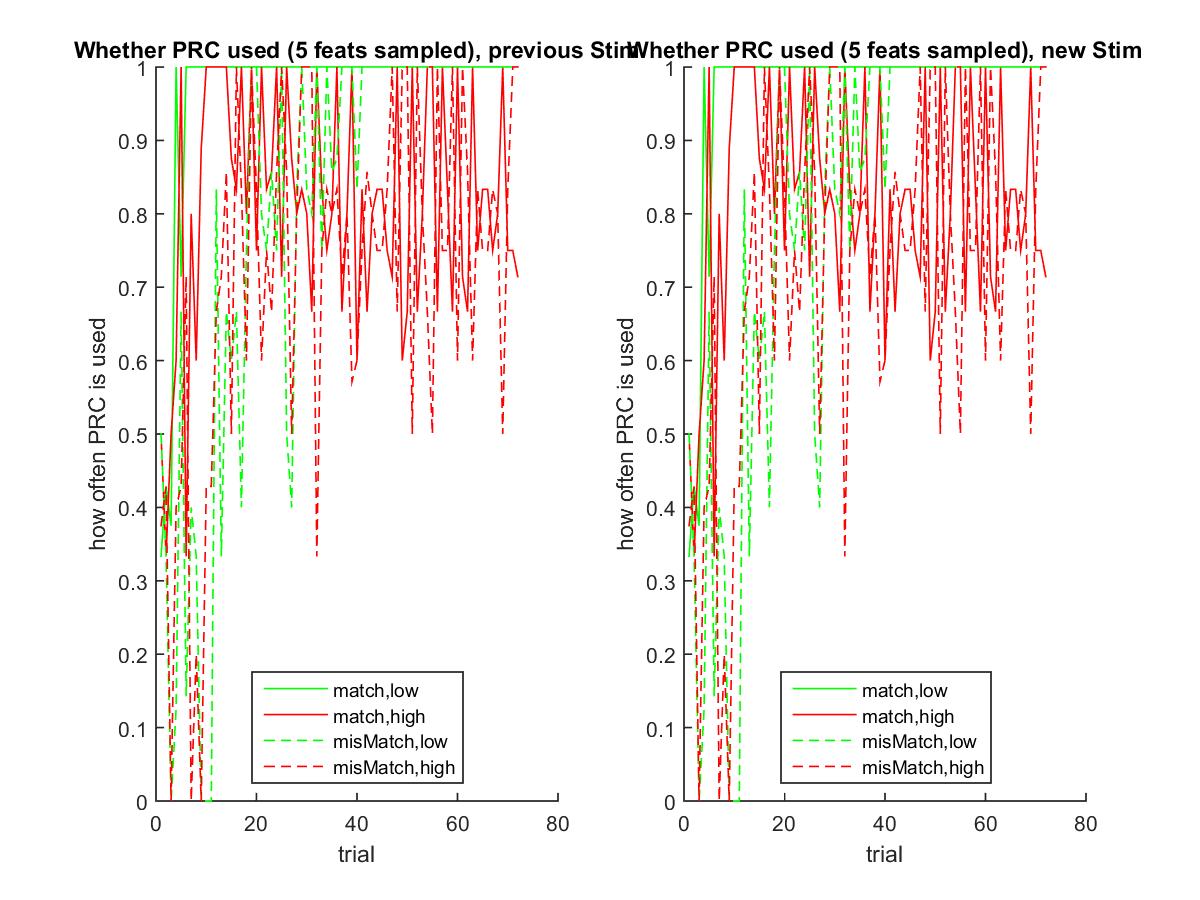 Whether PRC used (5 feats sampled), previous Stim
1
0.9
0.8
0.7
0.6
0.5
0.4
0.3
0.2
0.1
0
how often PRC is used
match,low
match,high
misMatch,low
misMatch,high
0 20 40 60 80
trial
Whether PRC used (5 feats sampled), new Stim
1
0.9
0.8
0.7
0.6
0.5
0.4
0.3
0.2
0.1
0
how often PRC is used
match,low
match,high
misMatch,low
misMatch,high
0 20 40 60 80
trial